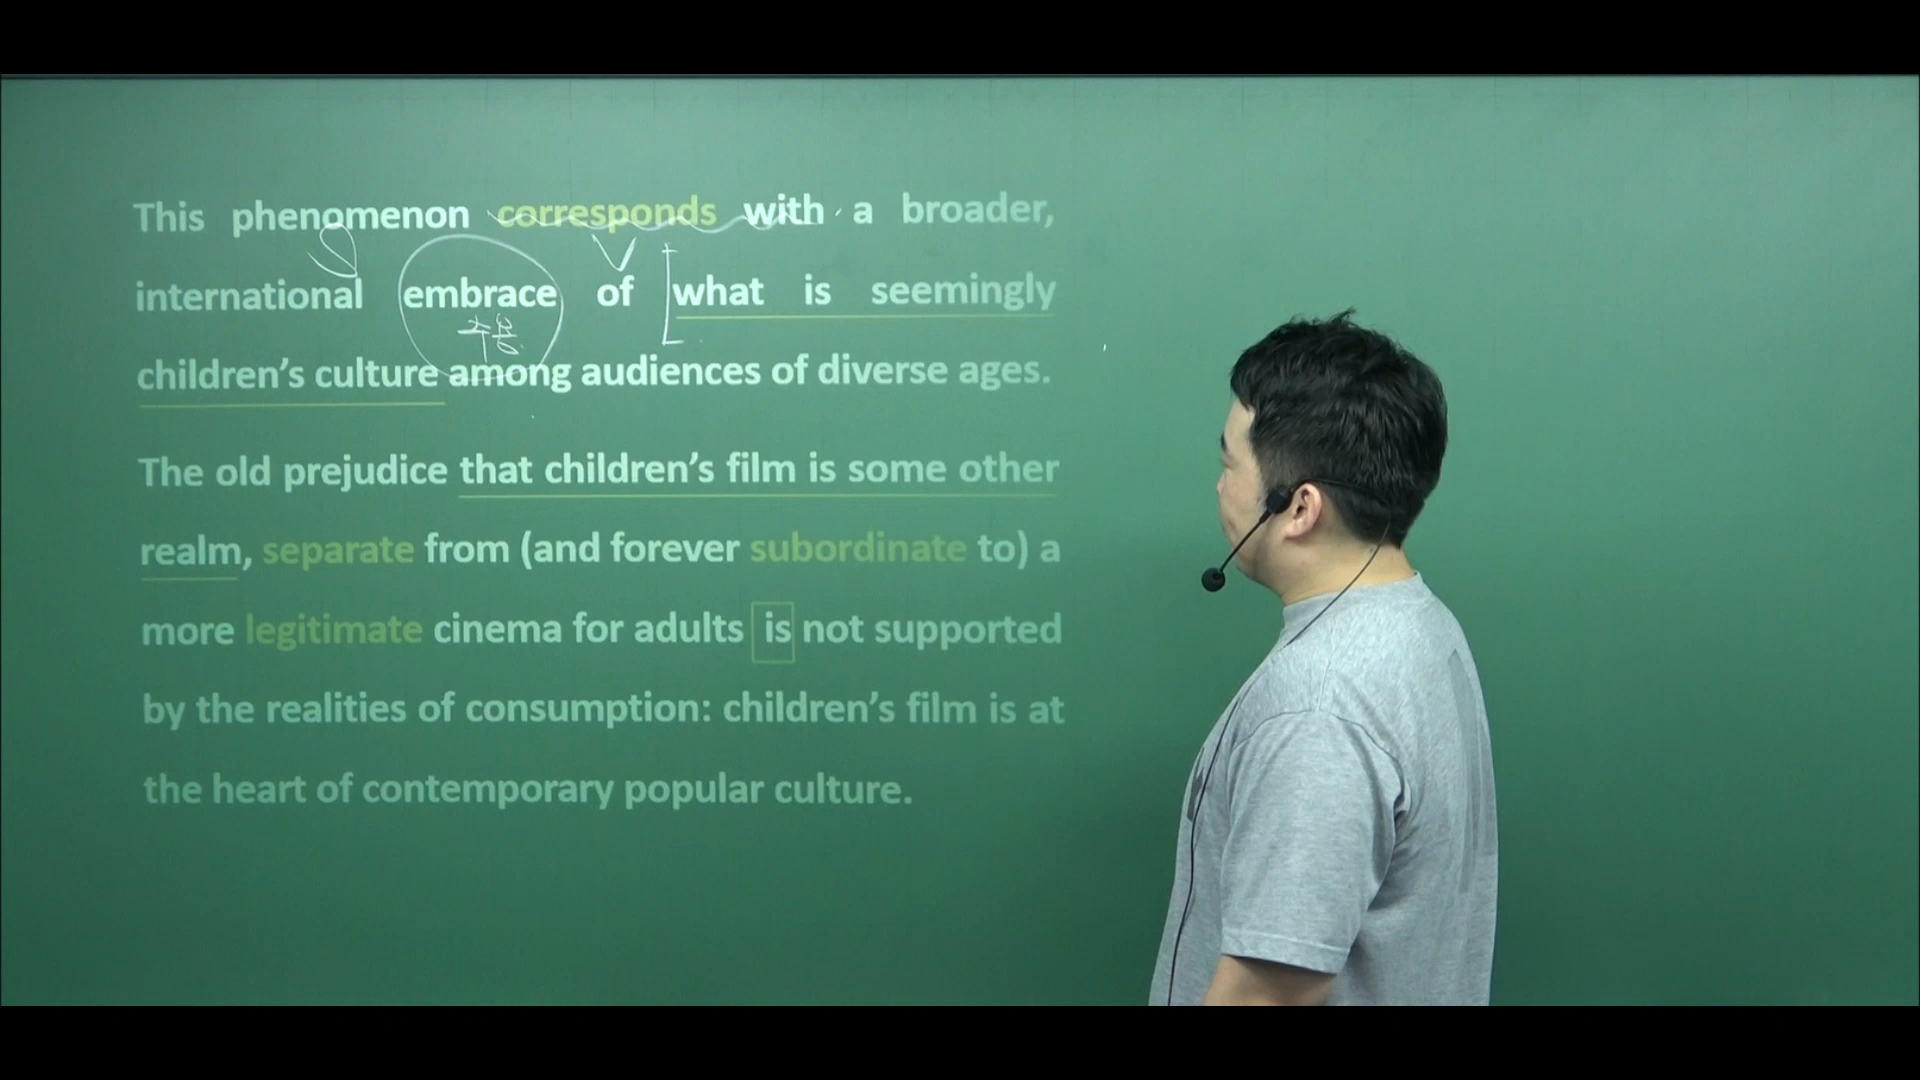 This phenomenon corresponds with a broader,
international embrace of what is seemingly
수용
children's culture among audiences of diverse ages.
The old prejudice that children's film is some other
realm, separate from (and forever subordinate to) a
more legitimate cinema for adults is not supported
by the realities of consumption: children's film is at
the heart of contemporary popular culture.